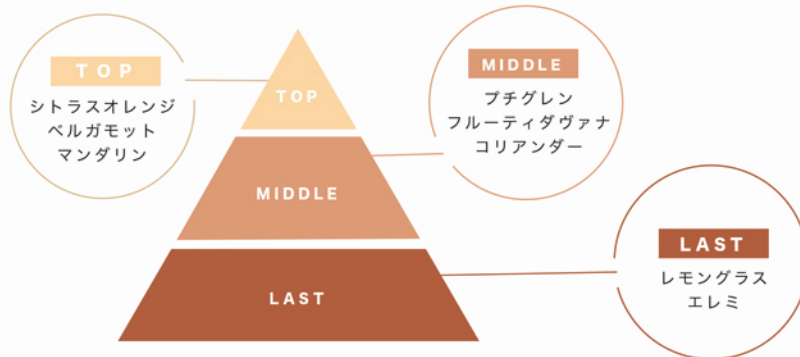 TOP
シトラスオレンジ
ベルガモット
マンダリン
TOP
MIDDLE
プチグレン
フルーティダヴァナ
コリアンダー
MIDDLE
LAST
レモングラス
エレミ
LAST